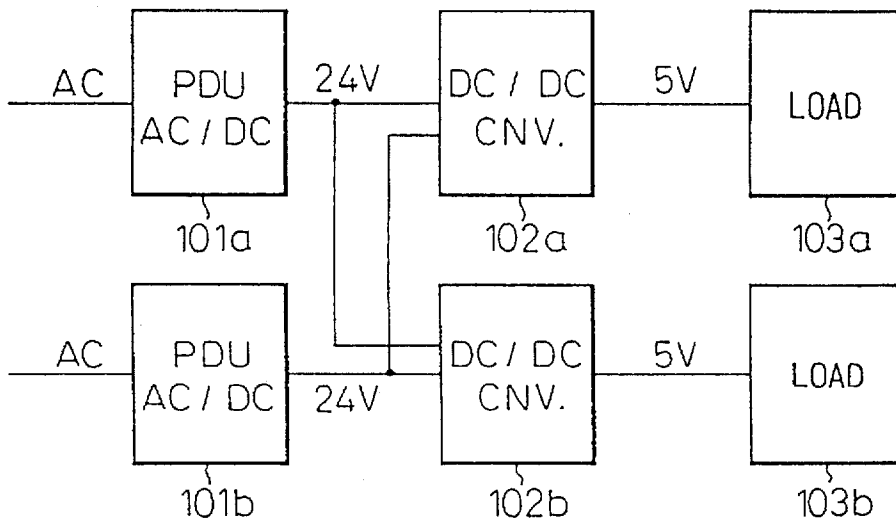 AC
PDU
AC / DC
24V
DC / DC
CNV.
5V
LOAD
101a
102a
103a
AC
PDU
AC / DC
24V
DC / DC
CNV.
5V
LOAD
101b
102b
103b